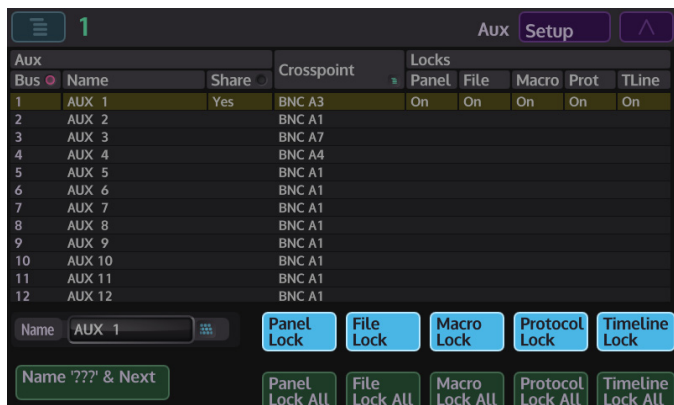 1 Aux Setup
Aux Crosspoint Locks
Bus Name Share Panel File Macro Prot TLine
1 AUX 1 Yes BNC A3 On On On On On
2 AUX 2 BNC A1
3 AUX 3 BNC A7
4 AUX 4 BNC A4
5 AUX 5 BNC A1
6 AUX 6 BNC A1
7 AUX 7 BNC A1
8 AUX 8 BNC A1
9 AUX 9 BNC A1
10 AUX 10 BNC A1
11 AUX 11 BNC A1
12 AUX 12 BNC A1
Name AUX 1
Panel Lock File Lock Macro Lock Protocol Lock Timeline Lock
Name '???' & Next
Panel Lock All File Lock All Macro Lock All Protocol Lock All Timeline Lock All